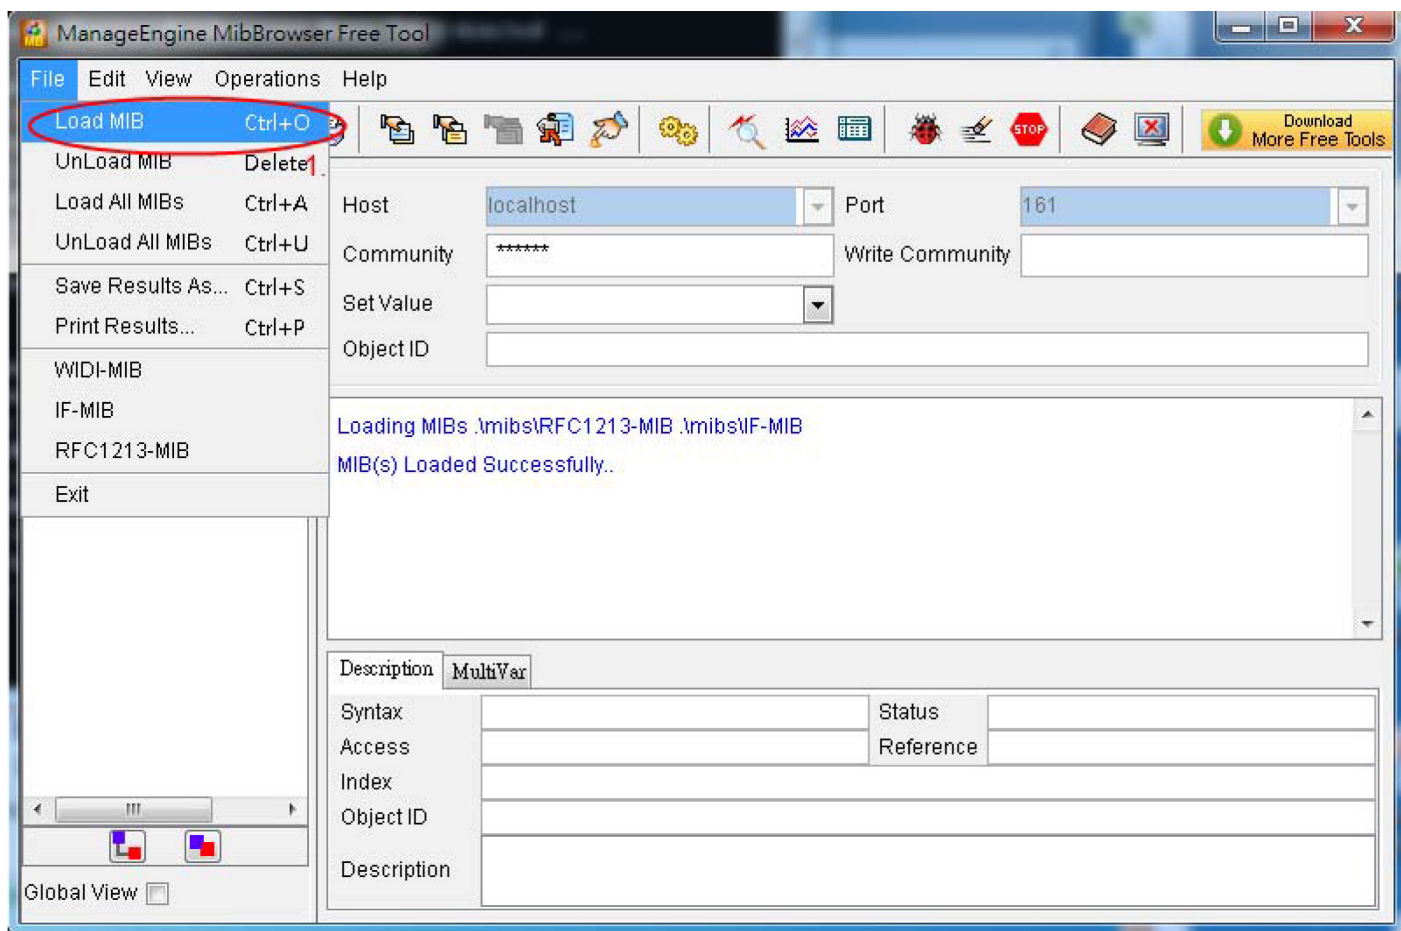 ManageEngine MibBrowser Free Tool
File Edit View Operations Help
Load MIB Ctrl+O
UnLoad MIB Delete 1.
Load All MIBs Ctrl+A
UnLoad All MIBs Ctrl+U
Save Results As... Ctrl+S
Print Results... Ctrl+P
WIDI-MIB
IF-MIB
RFC1213-MIB
Exit
STOP
Download
More Free Tools
Host localhost Port 161
Community ****** Write Community
Set Value
Object ID
Loading MIBs .\mibs\RFC1213-MIB .\mibs\IF-MIB
MIB(s) Loaded Successfully..
Description MultiVar
Syntax Status
Access Reference
Index
Object ID
Description
Global View